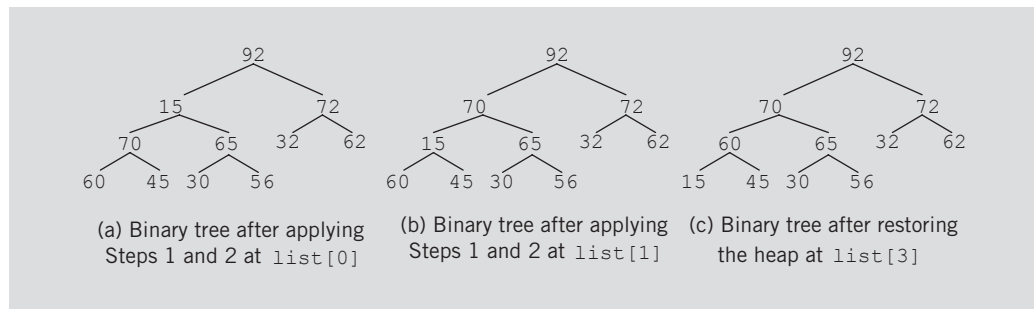 92 92 92
15 72 70 72 70 72
70 65 32 62 15 65 32 62 60 65 32 62
60 45 30 56 60 45 30 56 15 45 30 56
(a) Binary tree after applying
Steps 1 and 2 at list[0]
(b) Binary tree after applying
Steps 1 and 2 at list[1]
(c) Binary tree after restoring
the heap at list[3]